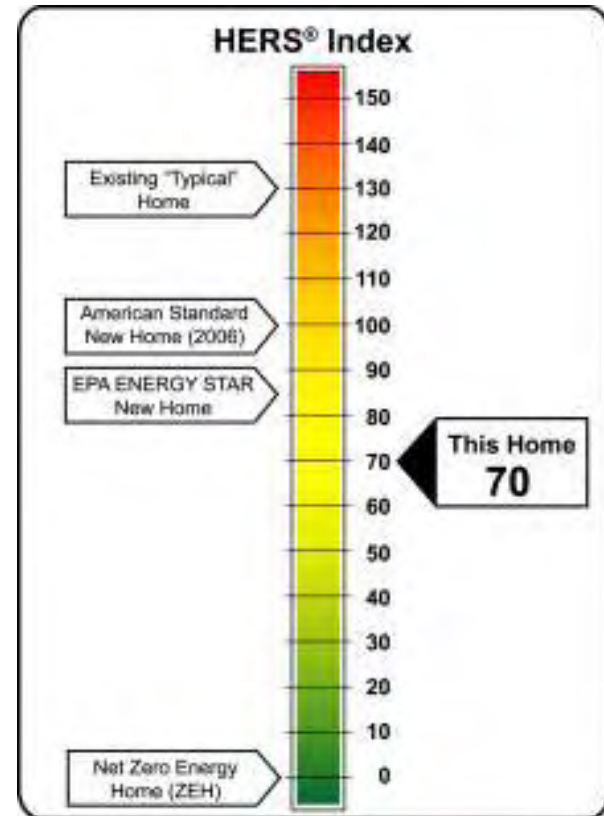 HERS® Index
150
140
Existing "Typical"
Home
130
120
110
American Standard
New Home (2006)
100
90
EPA ENERGY STAR
New Home
80
This Home
70
70
60
50
40
30
20
10
Net Zero Energy
Home (ZEH)
0